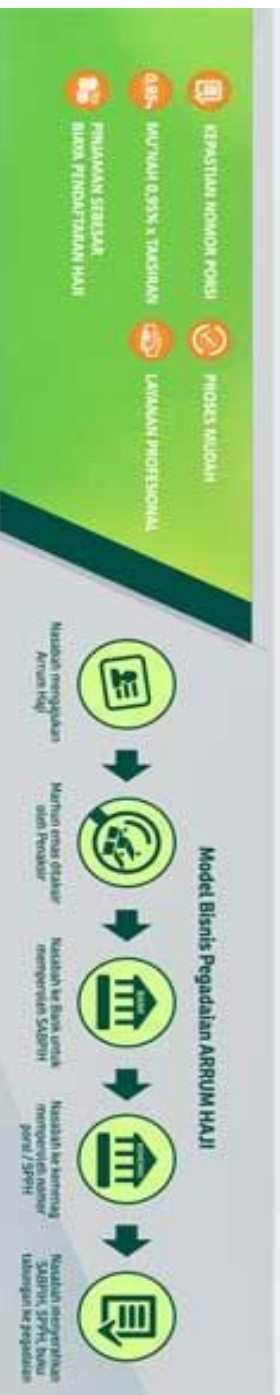 KEPASTIAN NOMOR PORSI
PROSES MUDAH
0,95%
MU'NAH 0,95% x TAKSIRAN
LAYANAN PROFESIONAL
PINJAMAN SEBESAR
BIAYA PENDAFTARAN HAJI
Model Bisnis Pegadaian ARRUM HAJI
Nasabah mengajukan
Arrum Haji
Marhun emas ditaksir
oleh Penaksir
Nasabah ke Bank untuk
memperoleh SABPIH
Nasabah ke kemenag
memperoleh nomor
porsi / SPPH
Nasabah menyerahkan
SABPIH, SPPH, buku
tabungan ke pegadaian